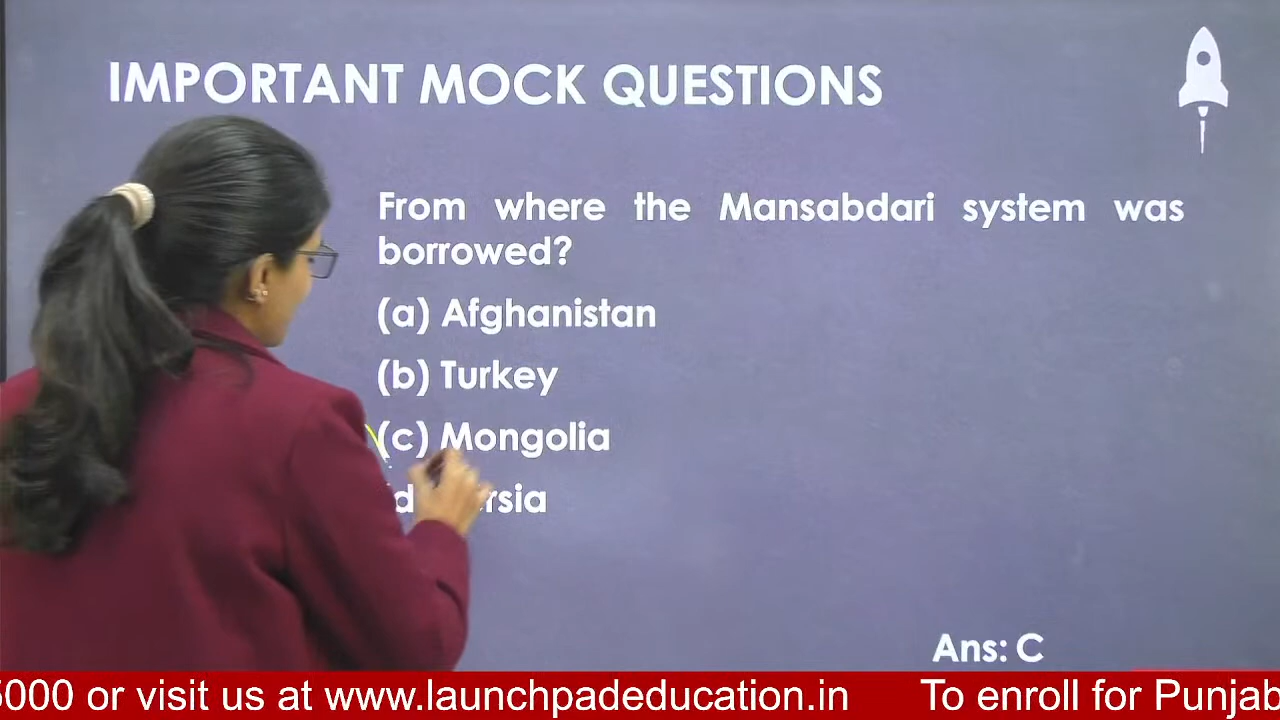 IMPORTANT MOCK QUESTIONS
From where the Mansabdari system was
borrowed?
(a) Afghanistan
(b) Turkey
(c) Mongolia
Ans: C
5000 or visit us at www.launchpadeducation.in To enroll for Punjab